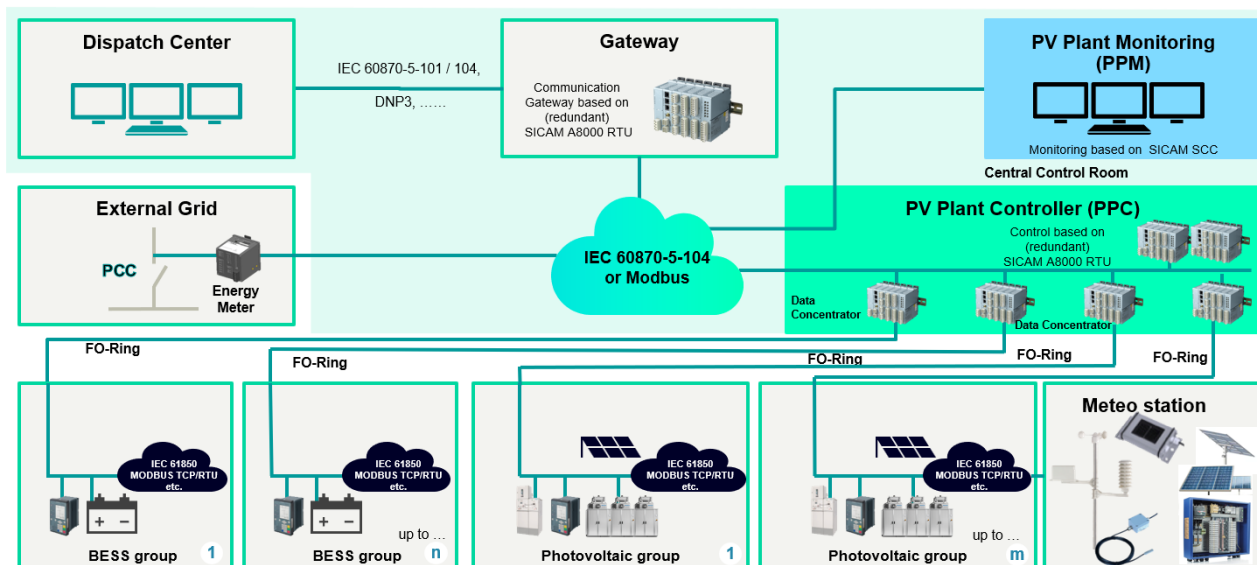 Dispatch Center
IEC 60870-5-101 / 104,
DNP3, ……
Gateway
Communication
Gateway based on
(redundant)
SICAM A8000 RTU
PV Plant Monitoring
(PPM)
Monitoring based on SICAM SCC
Central Control Room
External Grid
PCC
Energy
Meter
IEC 60870-5-104
or Modbus
PV Plant Controller (PPC)
Control based on
(redundant)
SICAM A8000 RTU
Data
Concentrator
Data Concentrator
FO-Ring
FO-Ring
FO-Ring
FO-Ring
FO-Ring
IEC 61850
MODBUS TCP/RTU
etc.
BESS group
1
IEC 61850
MODBUS TCP/RTU
etc.
up to …
BESS group
n
IEC 61850
MODBUS TCP/RTU
etc.
Photovoltaic group
1
IEC 61850
MODBUS TCP/RTU
etc.
up to …
Photovoltaic group
m
Meteo station